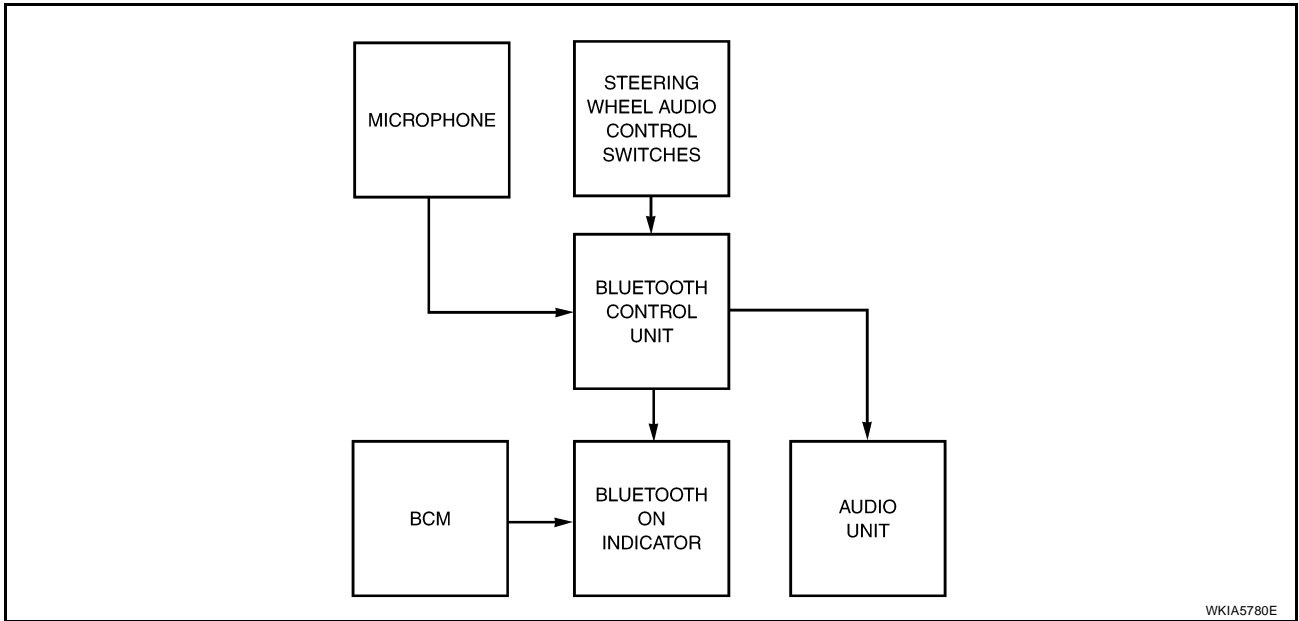 MICROPHONE
STEERING
WHEEL AUDIO
CONTROL
SWITCHES
BLUETOOTH
CONTROL
UNIT
BCM
BLUETOOTH
ON
INDICATOR
AUDIO
UNIT
WKIA5780E